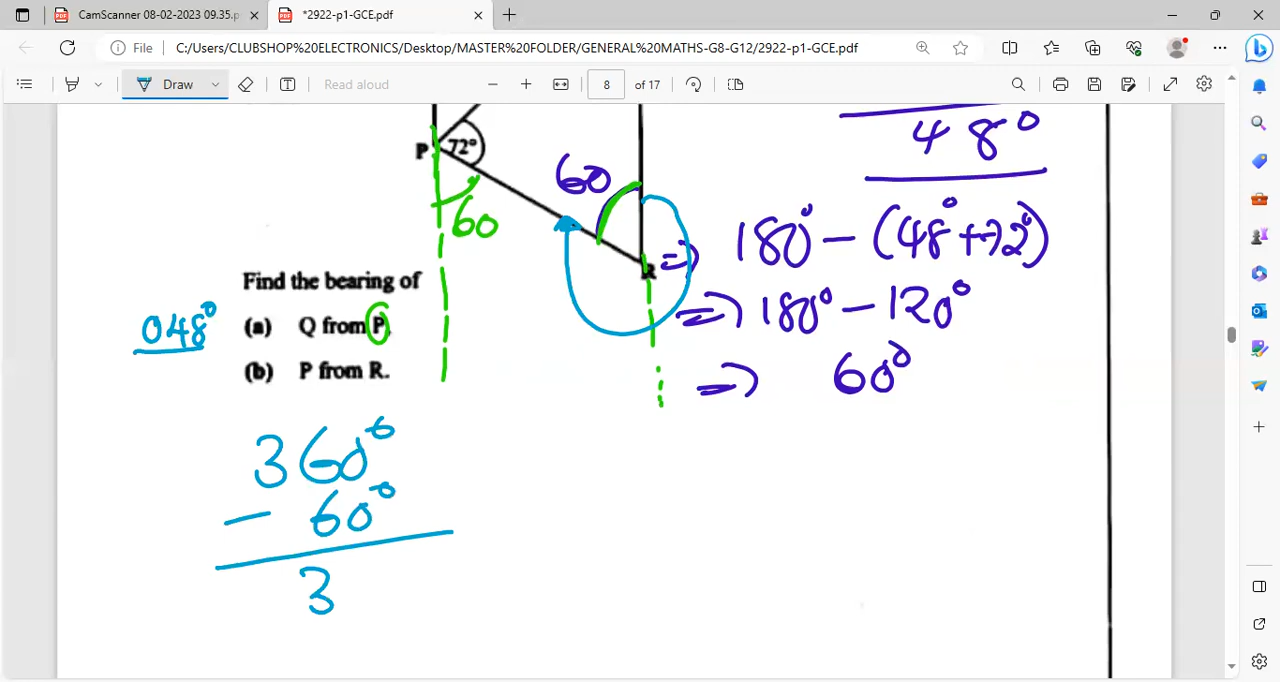 CamScanner 08-02-2023 09.35.p
*2922-p1-GCE.pdf
File
C:/Users/CLUBSHOP%20ELECTRONICS/Desktop/MASTER%20FOLDER/GENERAL%20MATHS-G8-G12/2922-p1-GCE.pdf
Draw
Read aloud
8 of 17
48°
P 72°
60
60
R
⇒ 180° − (48° + 72°)
⇒ 180° − 120°
⇒ 60°
Find the bearing of
048° (a) Q from P.
(b) P from R.
360°
− 60°
3